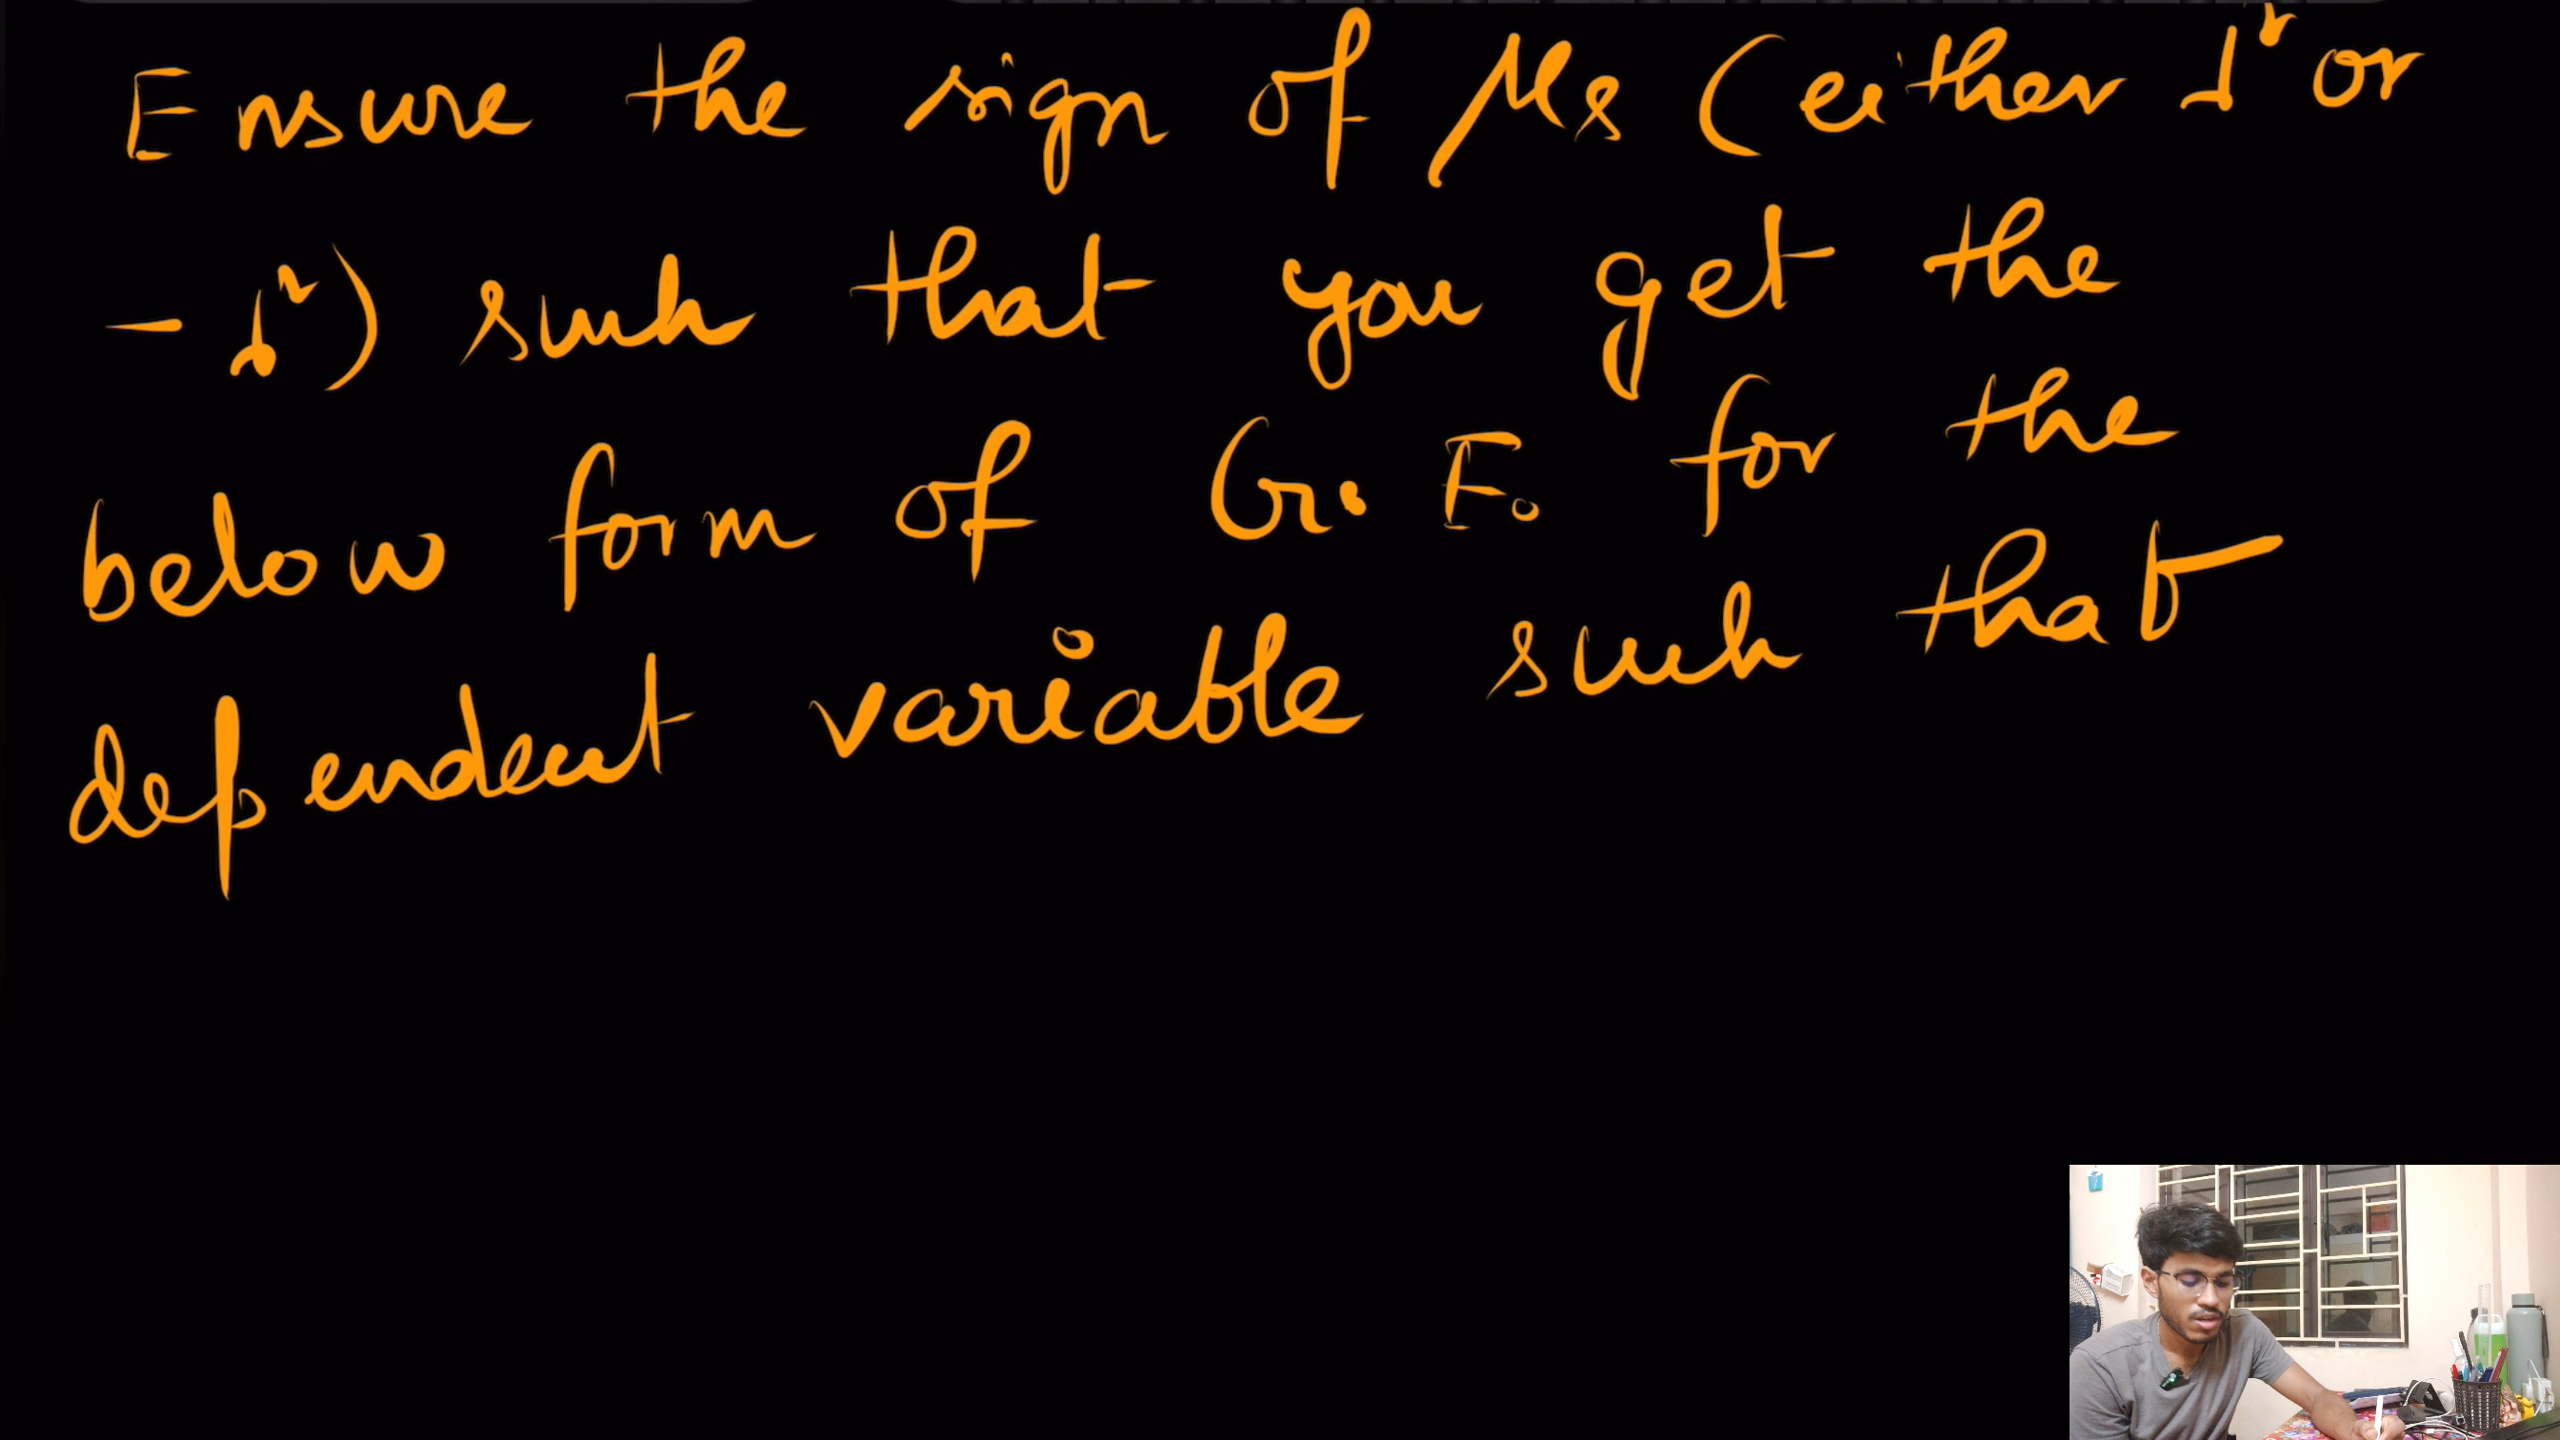 Ensure the sign of μs (either λ² or
- λ²) such that you get the
below form of G.E. for the
dependent variable such that